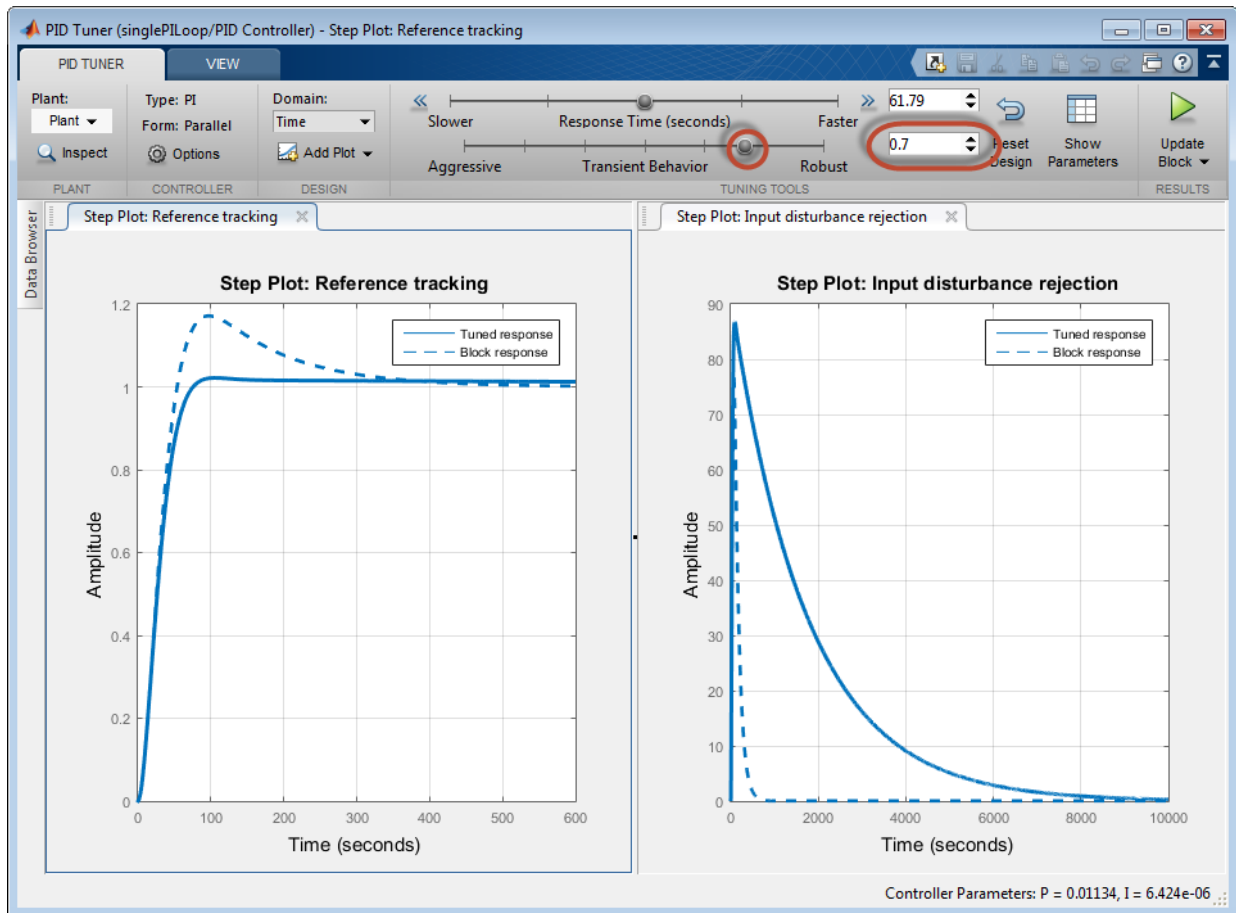 PID Tuner (singlePILoop/PID Controller) - Step Plot: Reference tracking
PID TUNER
VIEW
Plant:
Plant
Inspect
PLANT
Type: PI
Form: Parallel
Options
CONTROLLER
Domain:
Time
Add Plot
DESIGN
Slower
Response Time (seconds)
Faster
61.79
Aggressive
Transient Behavior
Robust
0.7
TUNING TOOLS
Reset
Design
Show
Parameters
Update
Block
RESULTS
Data Browser
Step Plot: Reference tracking
Step Plot: Input disturbance rejection
Step Plot: Reference tracking
Tuned response
Block response
1.2
1
0.8
0.6
0.4
0.2
0
Amplitude
0 100 200 300 400 500 600
Time (seconds)
Step Plot: Input disturbance rejection
Tuned response
Block response
90
80
70
60
50
40
30
20
10
0
Amplitude
0 2000 4000 6000 8000 10000
Time (seconds)
Controller Parameters: P = 0.01134, I = 6.424e-06